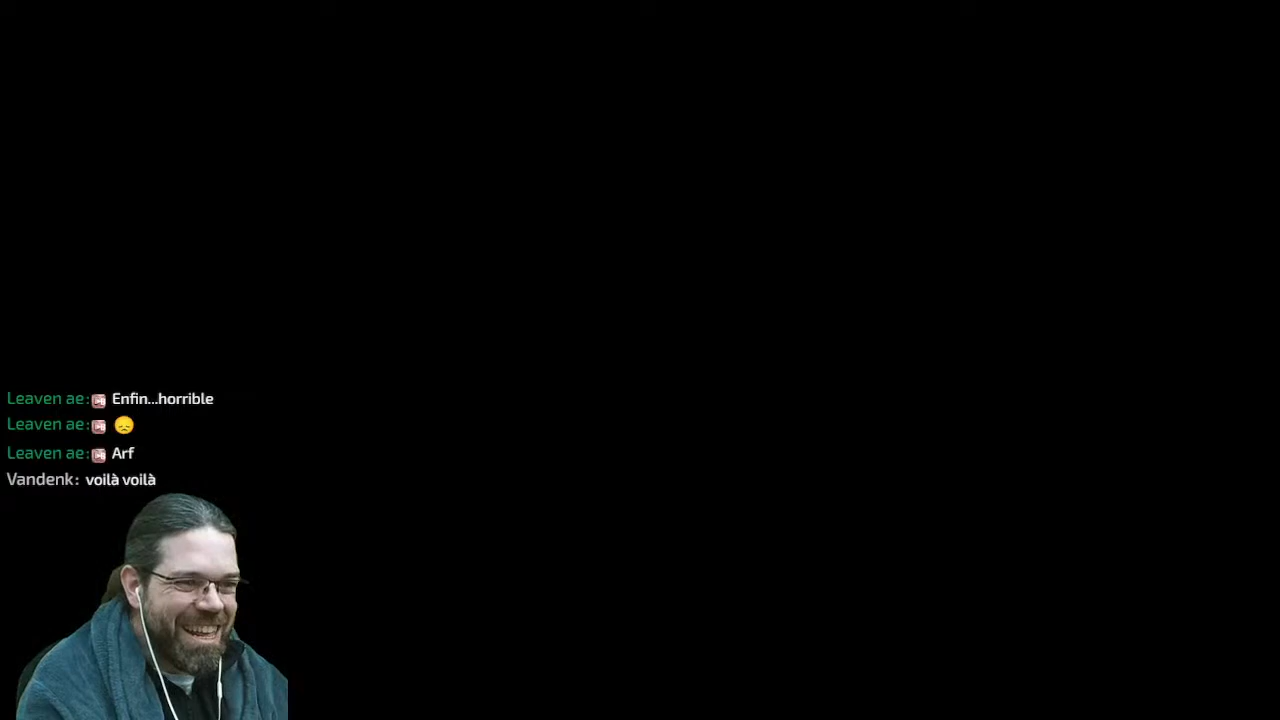 Leaven ae: Enfin...horrible
Leaven ae: 😞
Leaven ae: Arf
Vandenk: voilà voilà